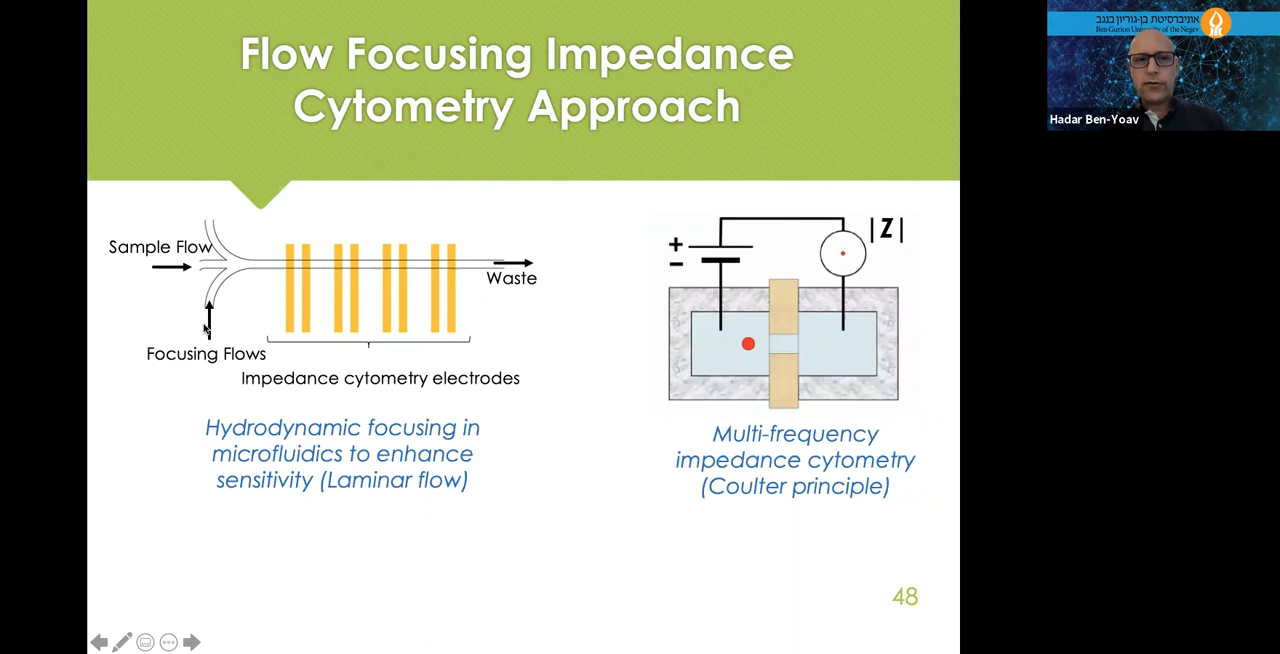 Flow Focusing Impedance
Cytometry Approach
Sample Flow
Waste
Focusing Flows
Impedance cytometry electrodes
Hydrodynamic focusing in
microfluidics to enhance
sensitivity (Laminar flow)
+
−
|Z|
Multi-frequency
impedance cytometry
(Coulter principle)
48
אוניברסיטת בן-גוריון בנגב
Ben-Gurion University of the Negev
Hadar Ben-Yoav